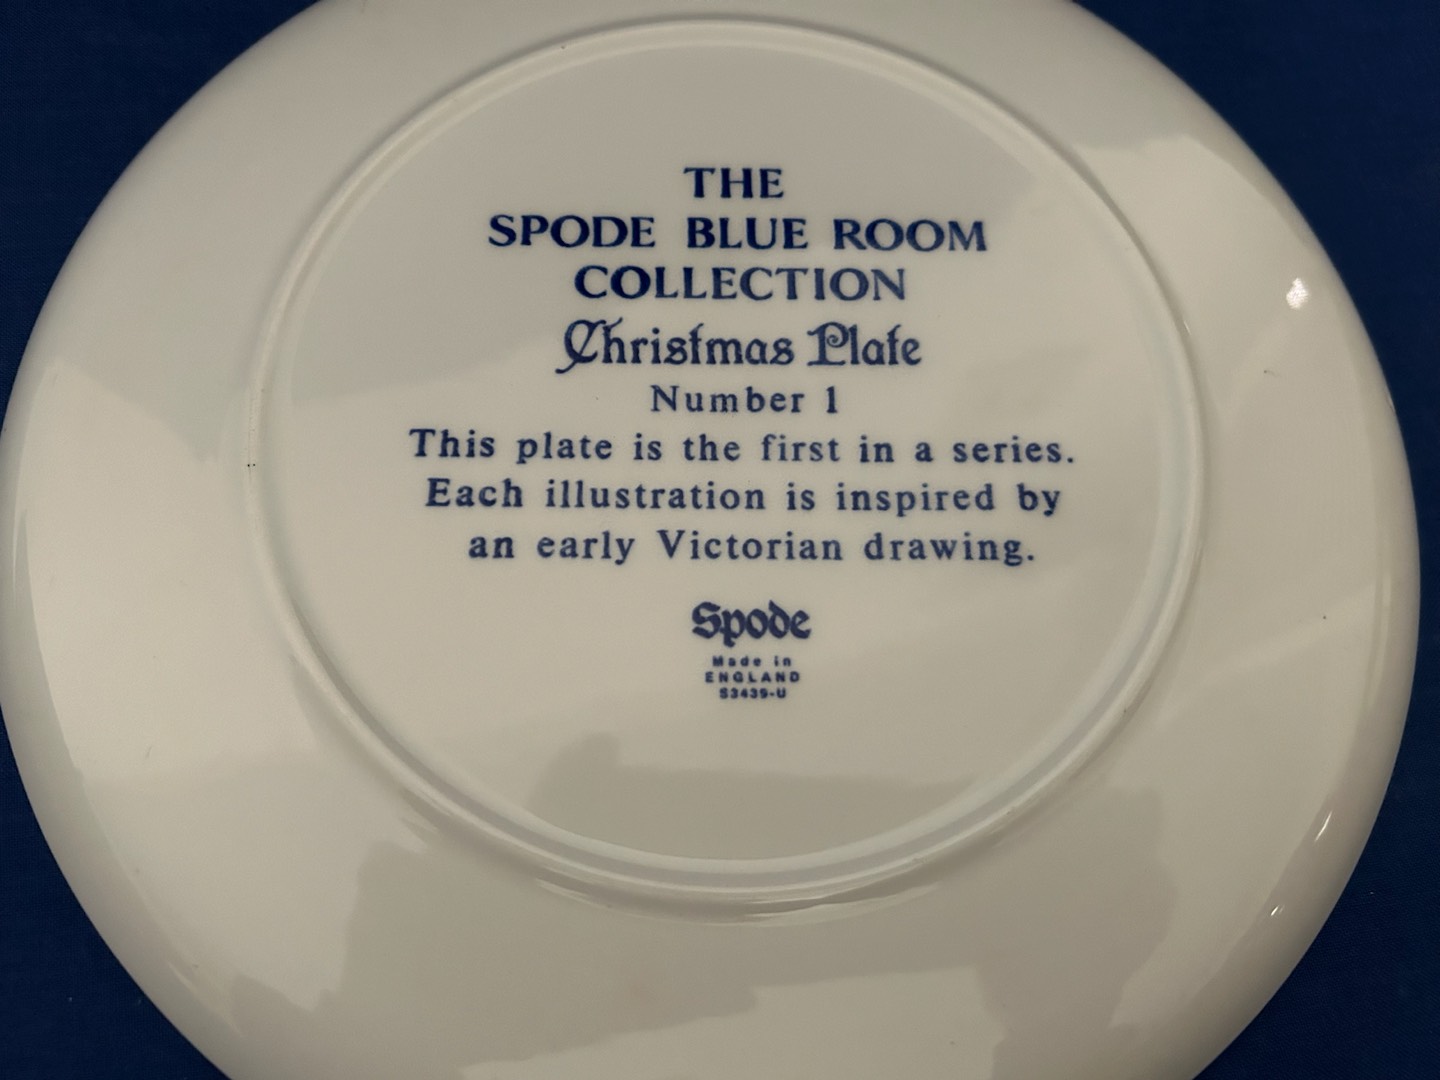 THE
SPODE BLUE ROOM
COLLECTION
Christmas Plate
Number 1
This plate is the first in a series.
Each illustration is inspired by
an early Victorian drawing.
Spode
Made in
ENGLAND
S3439-U